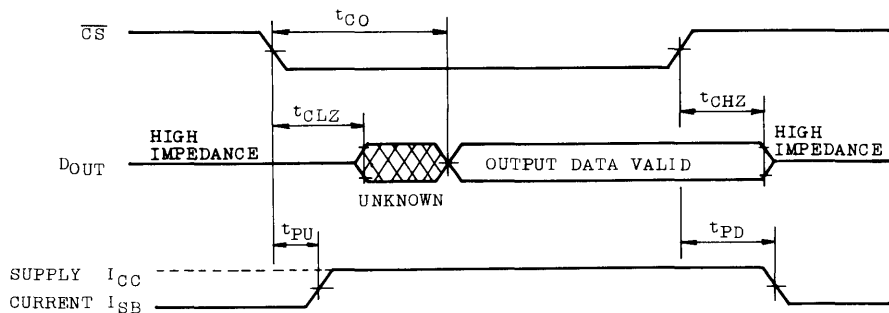 CS
tCO
tCLZ
tCHZ
HIGH
IMPEDANCE
HIGH
IMPEDANCE
DOUT
OUTPUT DATA VALID
UNKNOWN
tPU
tPD
SUPPLY ICC
CURRENT ISB